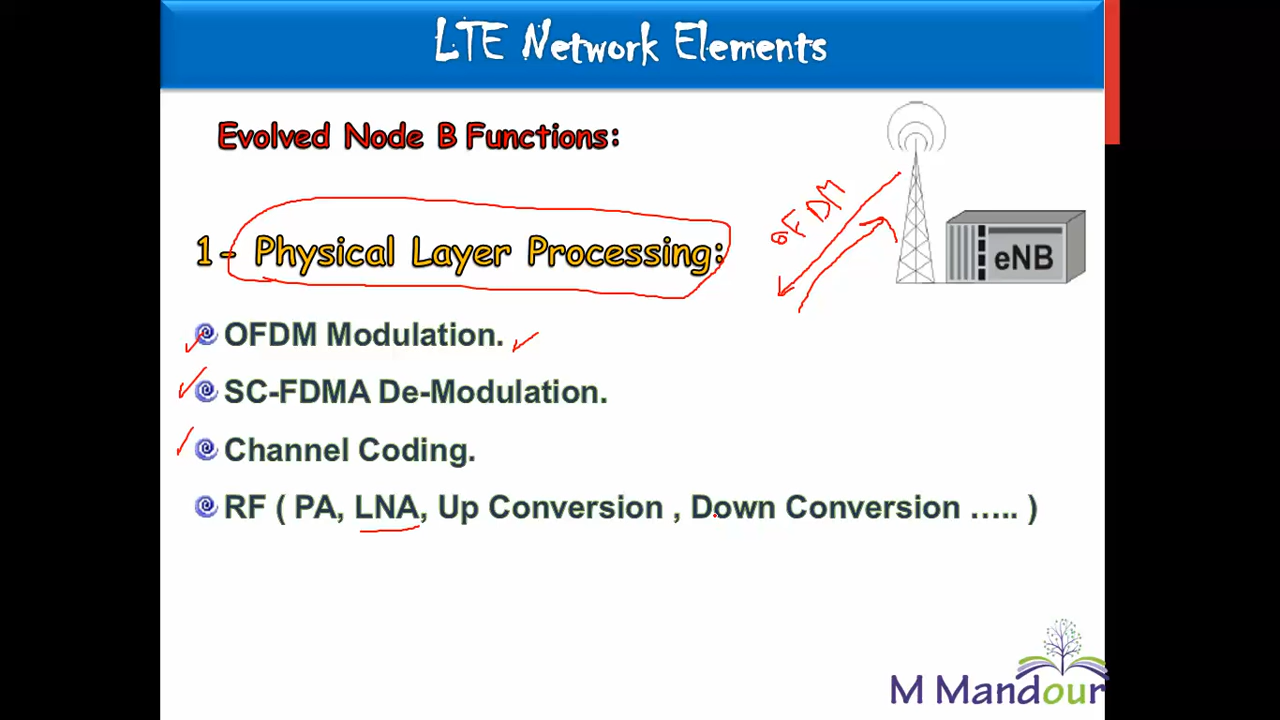 LTE Network Elements
Evolved Node B Functions:
OFDM
1- Physical Layer Processing:
eNB
OFDM Modulation.
SC-FDMA De-Modulation.
Channel Coding.
RF ( PA, LNA, Up Conversion , Down Conversion ….. )
M Mandour